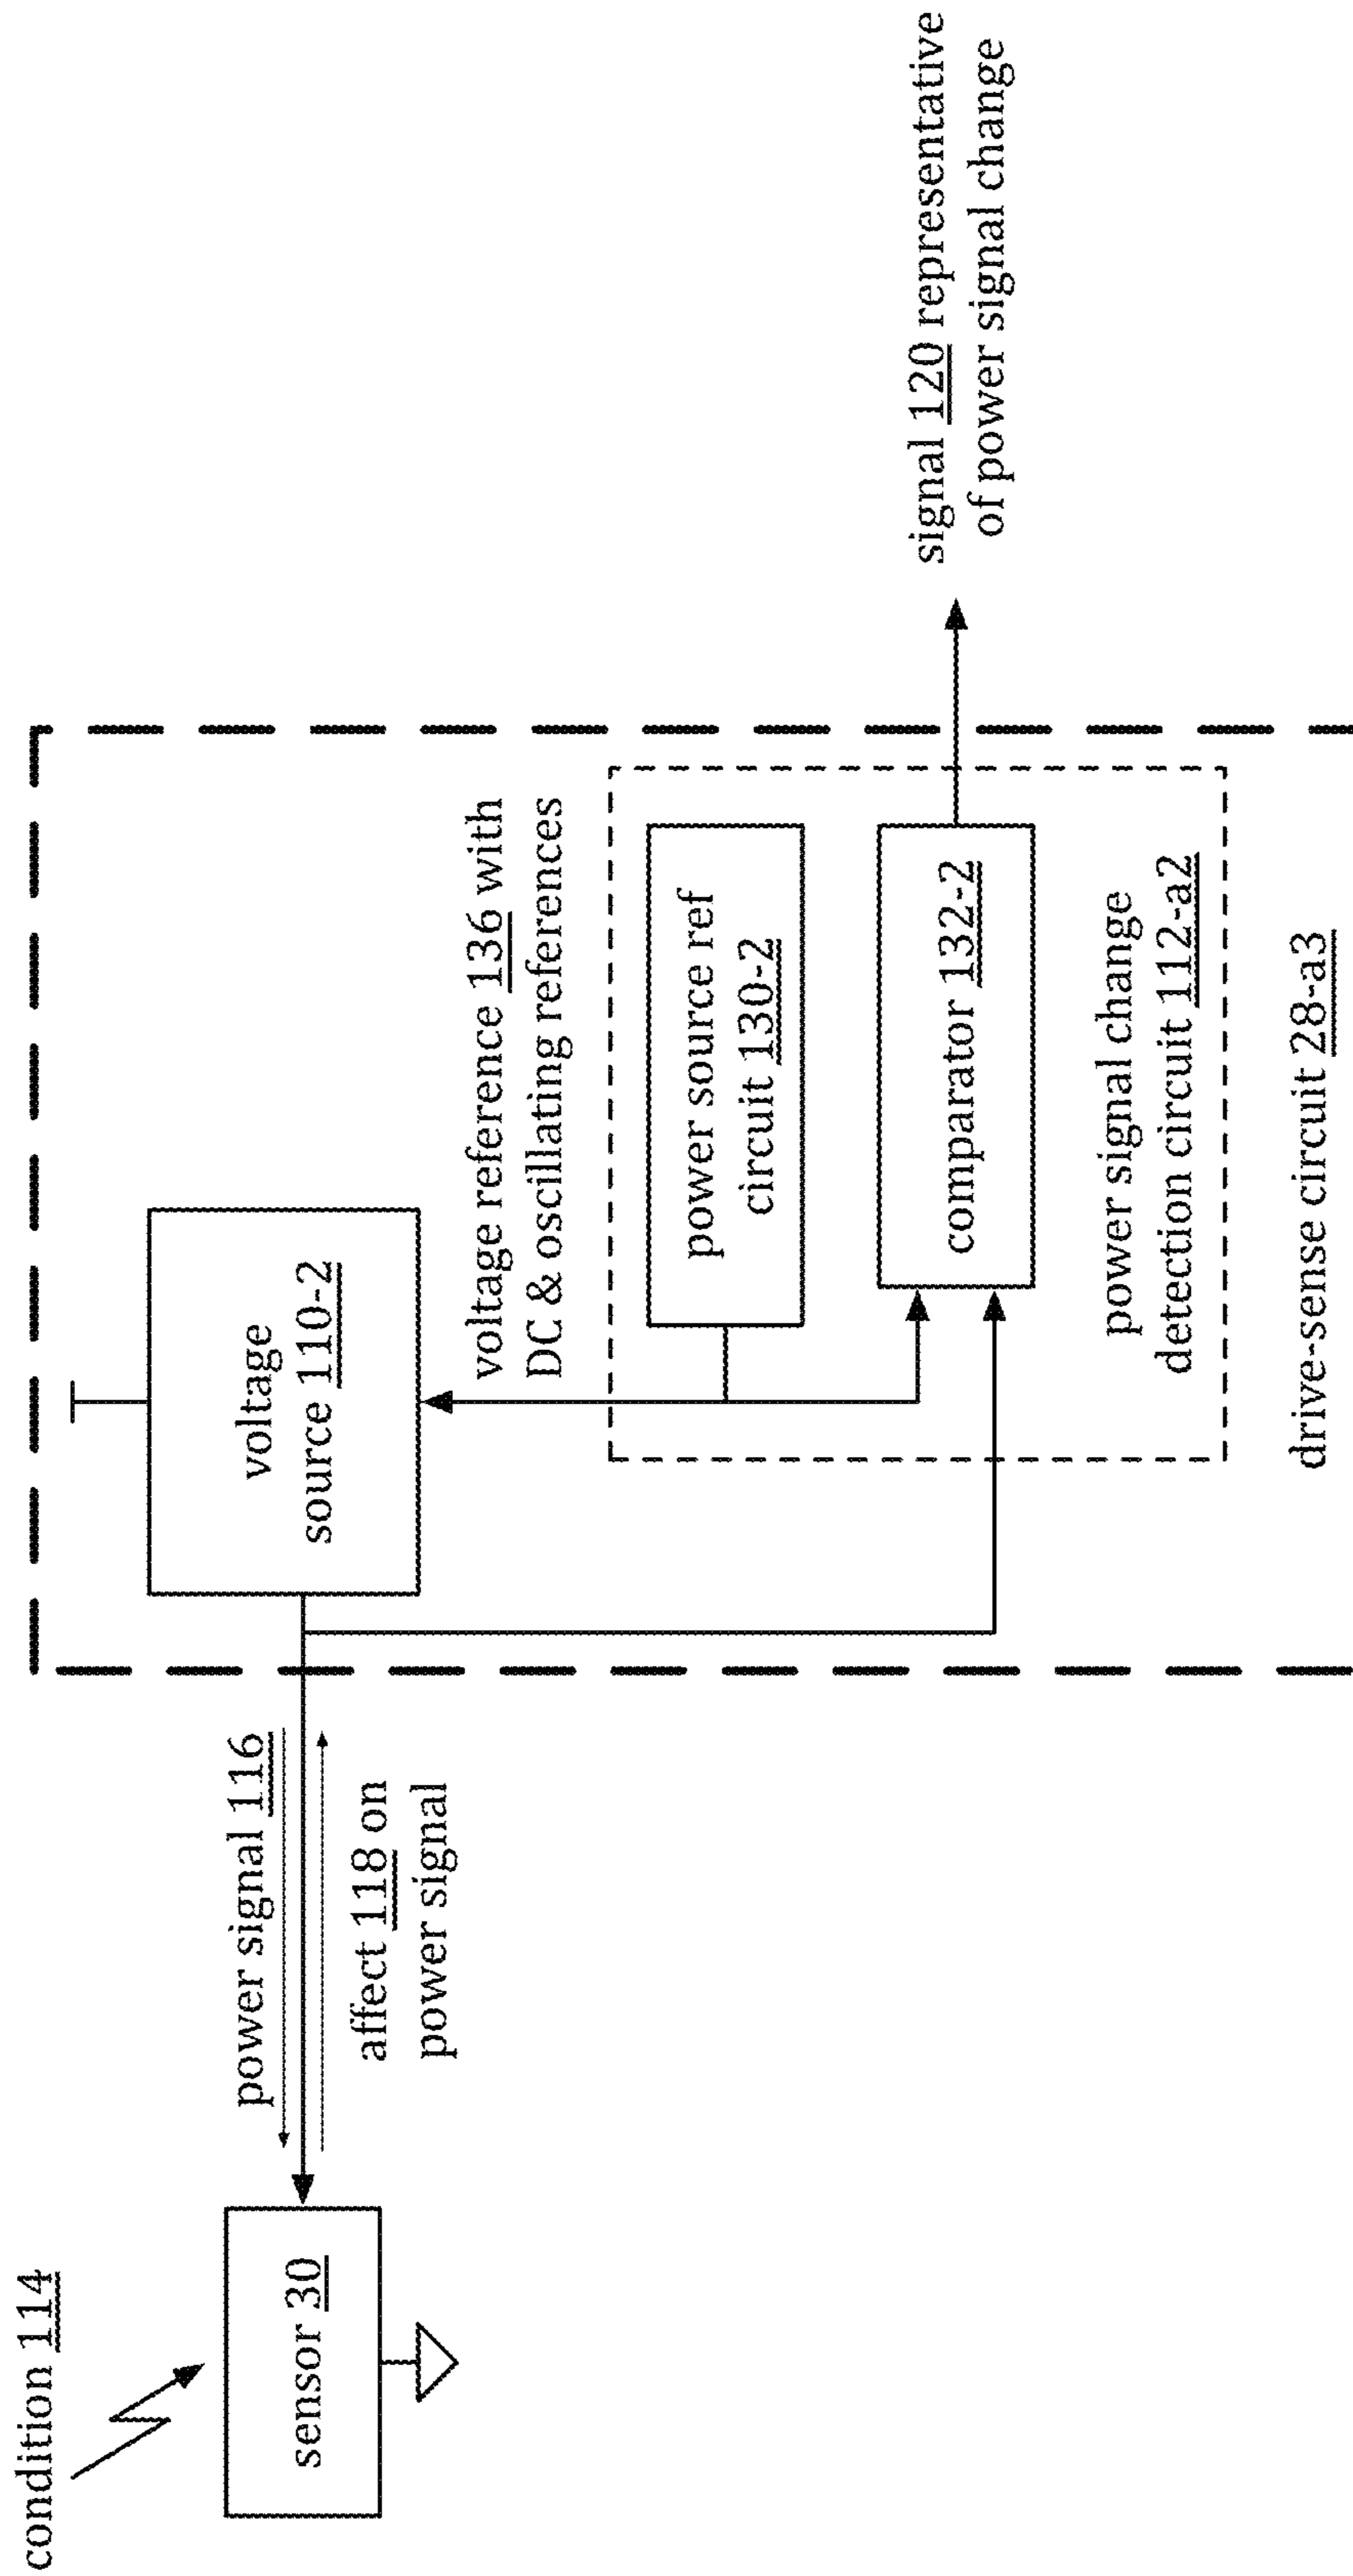 condition 114
sensor 30
power signal 116
affect 118 on
power signal
voltage
source 110-2
voltage reference 136 with
DC & oscillating references
power source ref
circuit 130-2
comparator 132-2
power signal change
detection circuit 112-a2
drive-sense circuit 28-a3
signal 120 representative
of power signal change